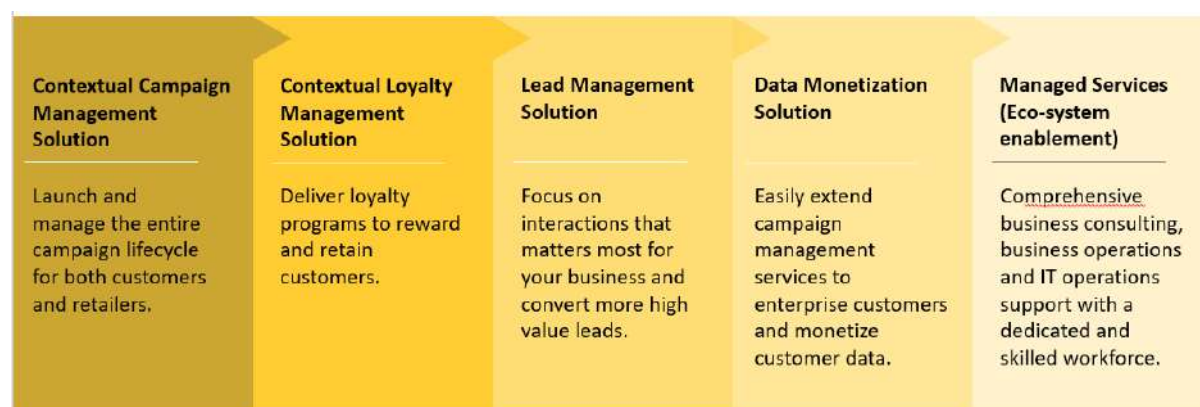 Contextual Campaign
Management
Solution
Launch and
manage the entire
campaign lifecycle
for both customers
and retailers.
Contextual Loyalty
Management
Solution
Deliver loyalty
programs to reward
and retain
customers.
Lead Management
Solution
Focus on
interactions that
matters most for
your business and
convert more high
value leads.
Data Monetization
Solution
Easily extend
campaign
management
services to
enterprise customers
and monetize
customer data.
Managed Services
(Eco-system
enablement)
Comprehensive
business consulting,
business operations
and IT operations
support with a
dedicated and
skilled workforce.